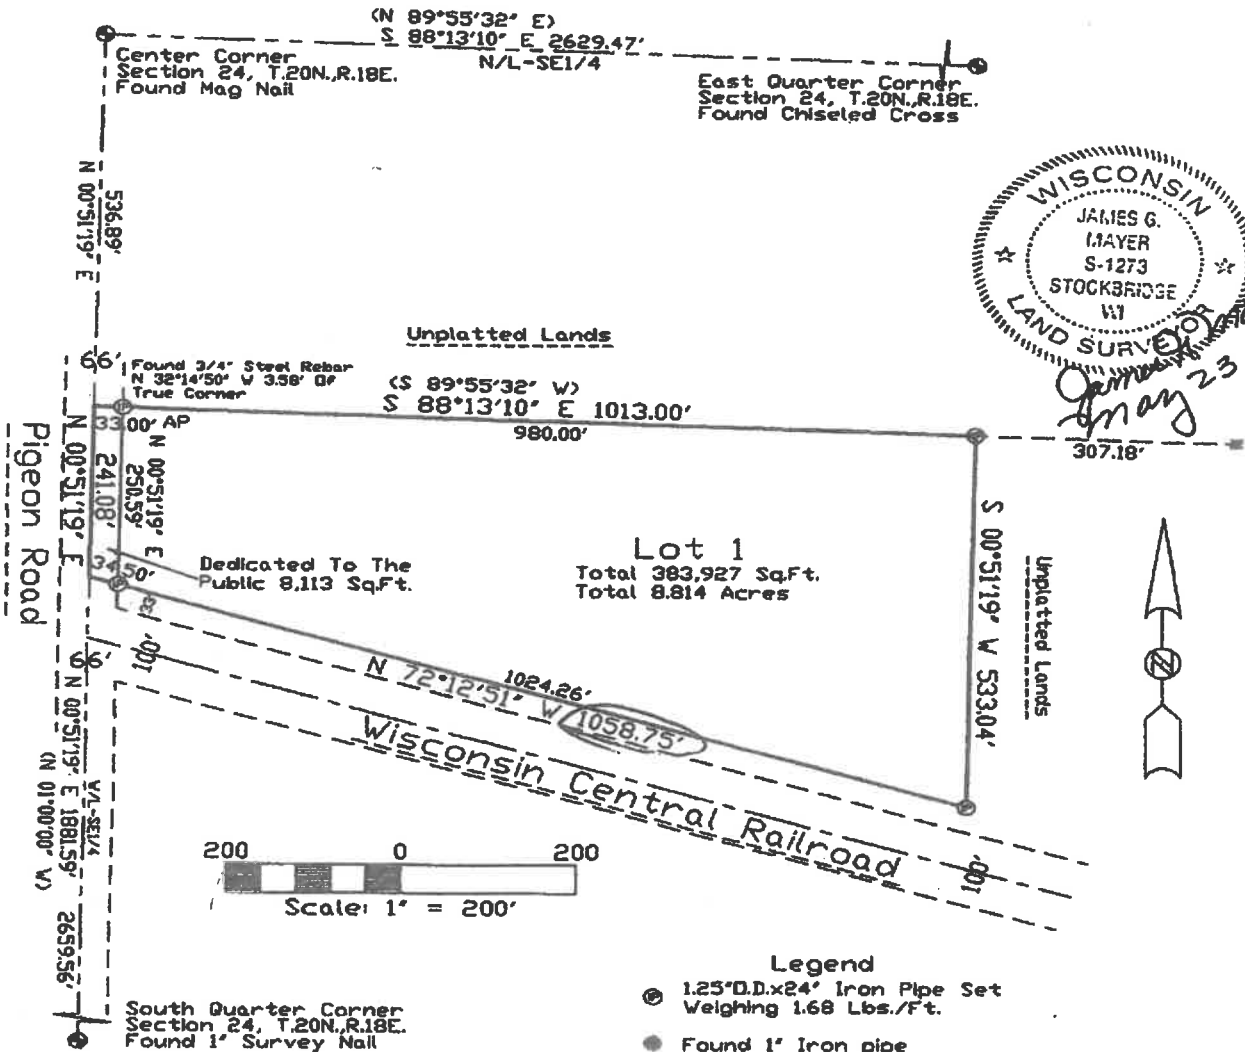 (N 89°55'32" E)
S 88°13'10" E 2629.47'
N/L-SE1/4
Center Corner
Section 24, T.20N.,R.18E.
Found Mag Nail
East Quarter Corner
Section 24, T.20N.,R.18E.
Found Chiseled Cross
536.89'
N 00°51'19" E
WISCONSIN
JAMES G.
MAYER
S-1273
STOCKBRIDGE
WI
LAND SURVEYOR
James
May 23
Unplatted Lands
66'
Found 3/4" Steel Rebar
N 32°14'50" W 3.58' Of
True Corner
(S 89°55'32" W)
S 88°13'10" E 1013.00'
980.00'
307.18'
33.00' AP
N 00°51'19" E
250.59'
241.08'
N 00°51'19" E
Pigeon Road
34.50'
Dedicated To The
Public 8,113 Sq.Ft.
Lot 1
Total 383,927 Sq.Ft.
Total 8.814 Acres
S 00°51'19" W 533.04'
Unplatted Lands
N
33'
66'
100'
1024.26'
N 72°12'51" W 1058.75'
Wisconsin Central Railroad
100'
W/L-SE1/4
N 00°51'19" E 1881.59' 2659.56'
(N 01°00'00" W)
200 0 200
Scale: 1" = 200'
South Quarter Corner
Section 24, T.20N.,R.18E.
Found 1" Survey Nail
Legend
1.25"O.D.x24" Iron Pipe Set
Weighing 1.68 Lbs./Ft.
Found 1" Iron pipe